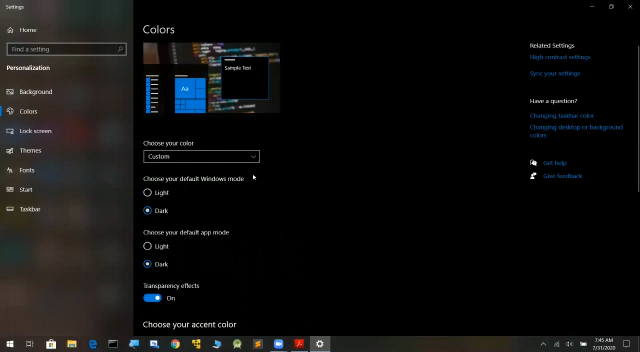 Settings
Home
Find a setting
Personalization
Background
Colors
Lock screen
Themes
Fonts
Start
Taskbar
Colors
Sample Text
Aa
Choose your color
Custom
Choose your default Windows mode
Light
Dark
Choose your default app mode
Light
Dark
Transparency effects
On
Choose your accent color
Related Settings
High contrast settings
Sync your settings
Have a question?
Changing taskbar color
Changing desktop or background
colors
Get help
Give feedback
7:45 AM
7/31/2020